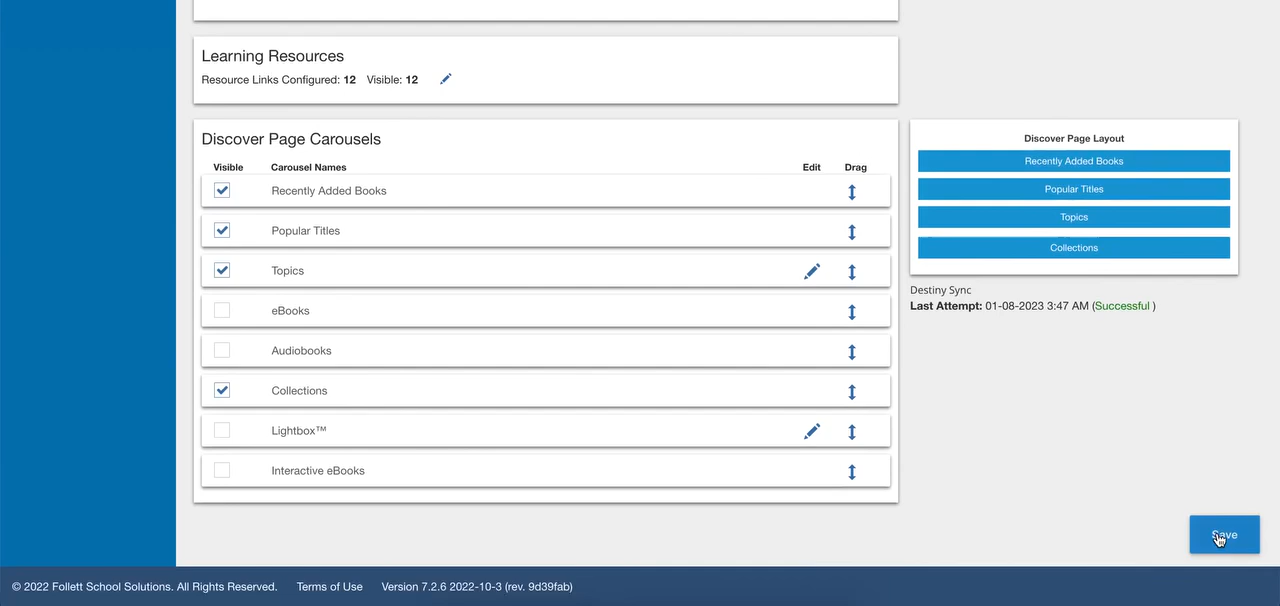 Learning Resources
Resource Links Configured: 12 Visible: 12
Discover Page Carousels
Visible Carousel Names Edit Drag
Recently Added Books
Popular Titles
Topics
eBooks
Audiobooks
Collections
Lightbox™
Interactive eBooks
Discover Page Layout
Recently Added Books
Popular Titles
Topics
Collections
Destiny Sync
Last Attempt: 01-08-2023 3:47 AM (Successful )
Save
© 2022 Follett School Solutions. All Rights Reserved. Terms of Use Version 7.2.6 2022-10-3 (rev. 9d39fab)